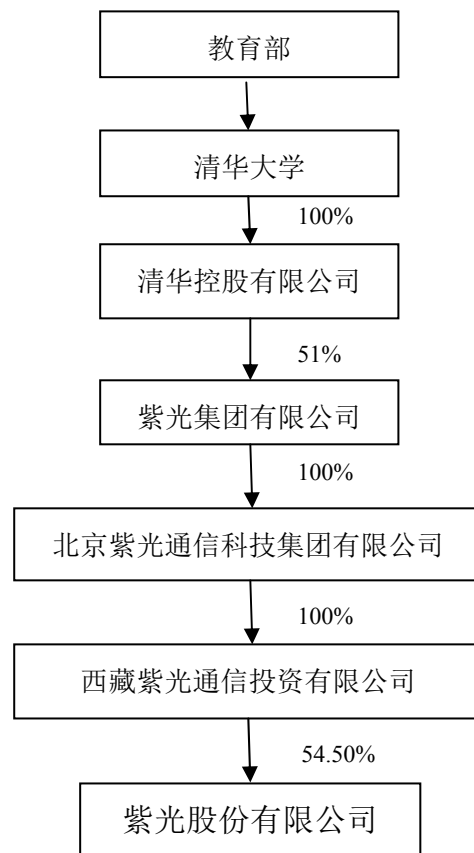 教育部
清华大学
100%
清华控股有限公司
51%
紫光集团有限公司
100%
北京紫光通信科技集团有限公司
100%
西藏紫光通信投资有限公司
54.50%
紫光股份有限公司